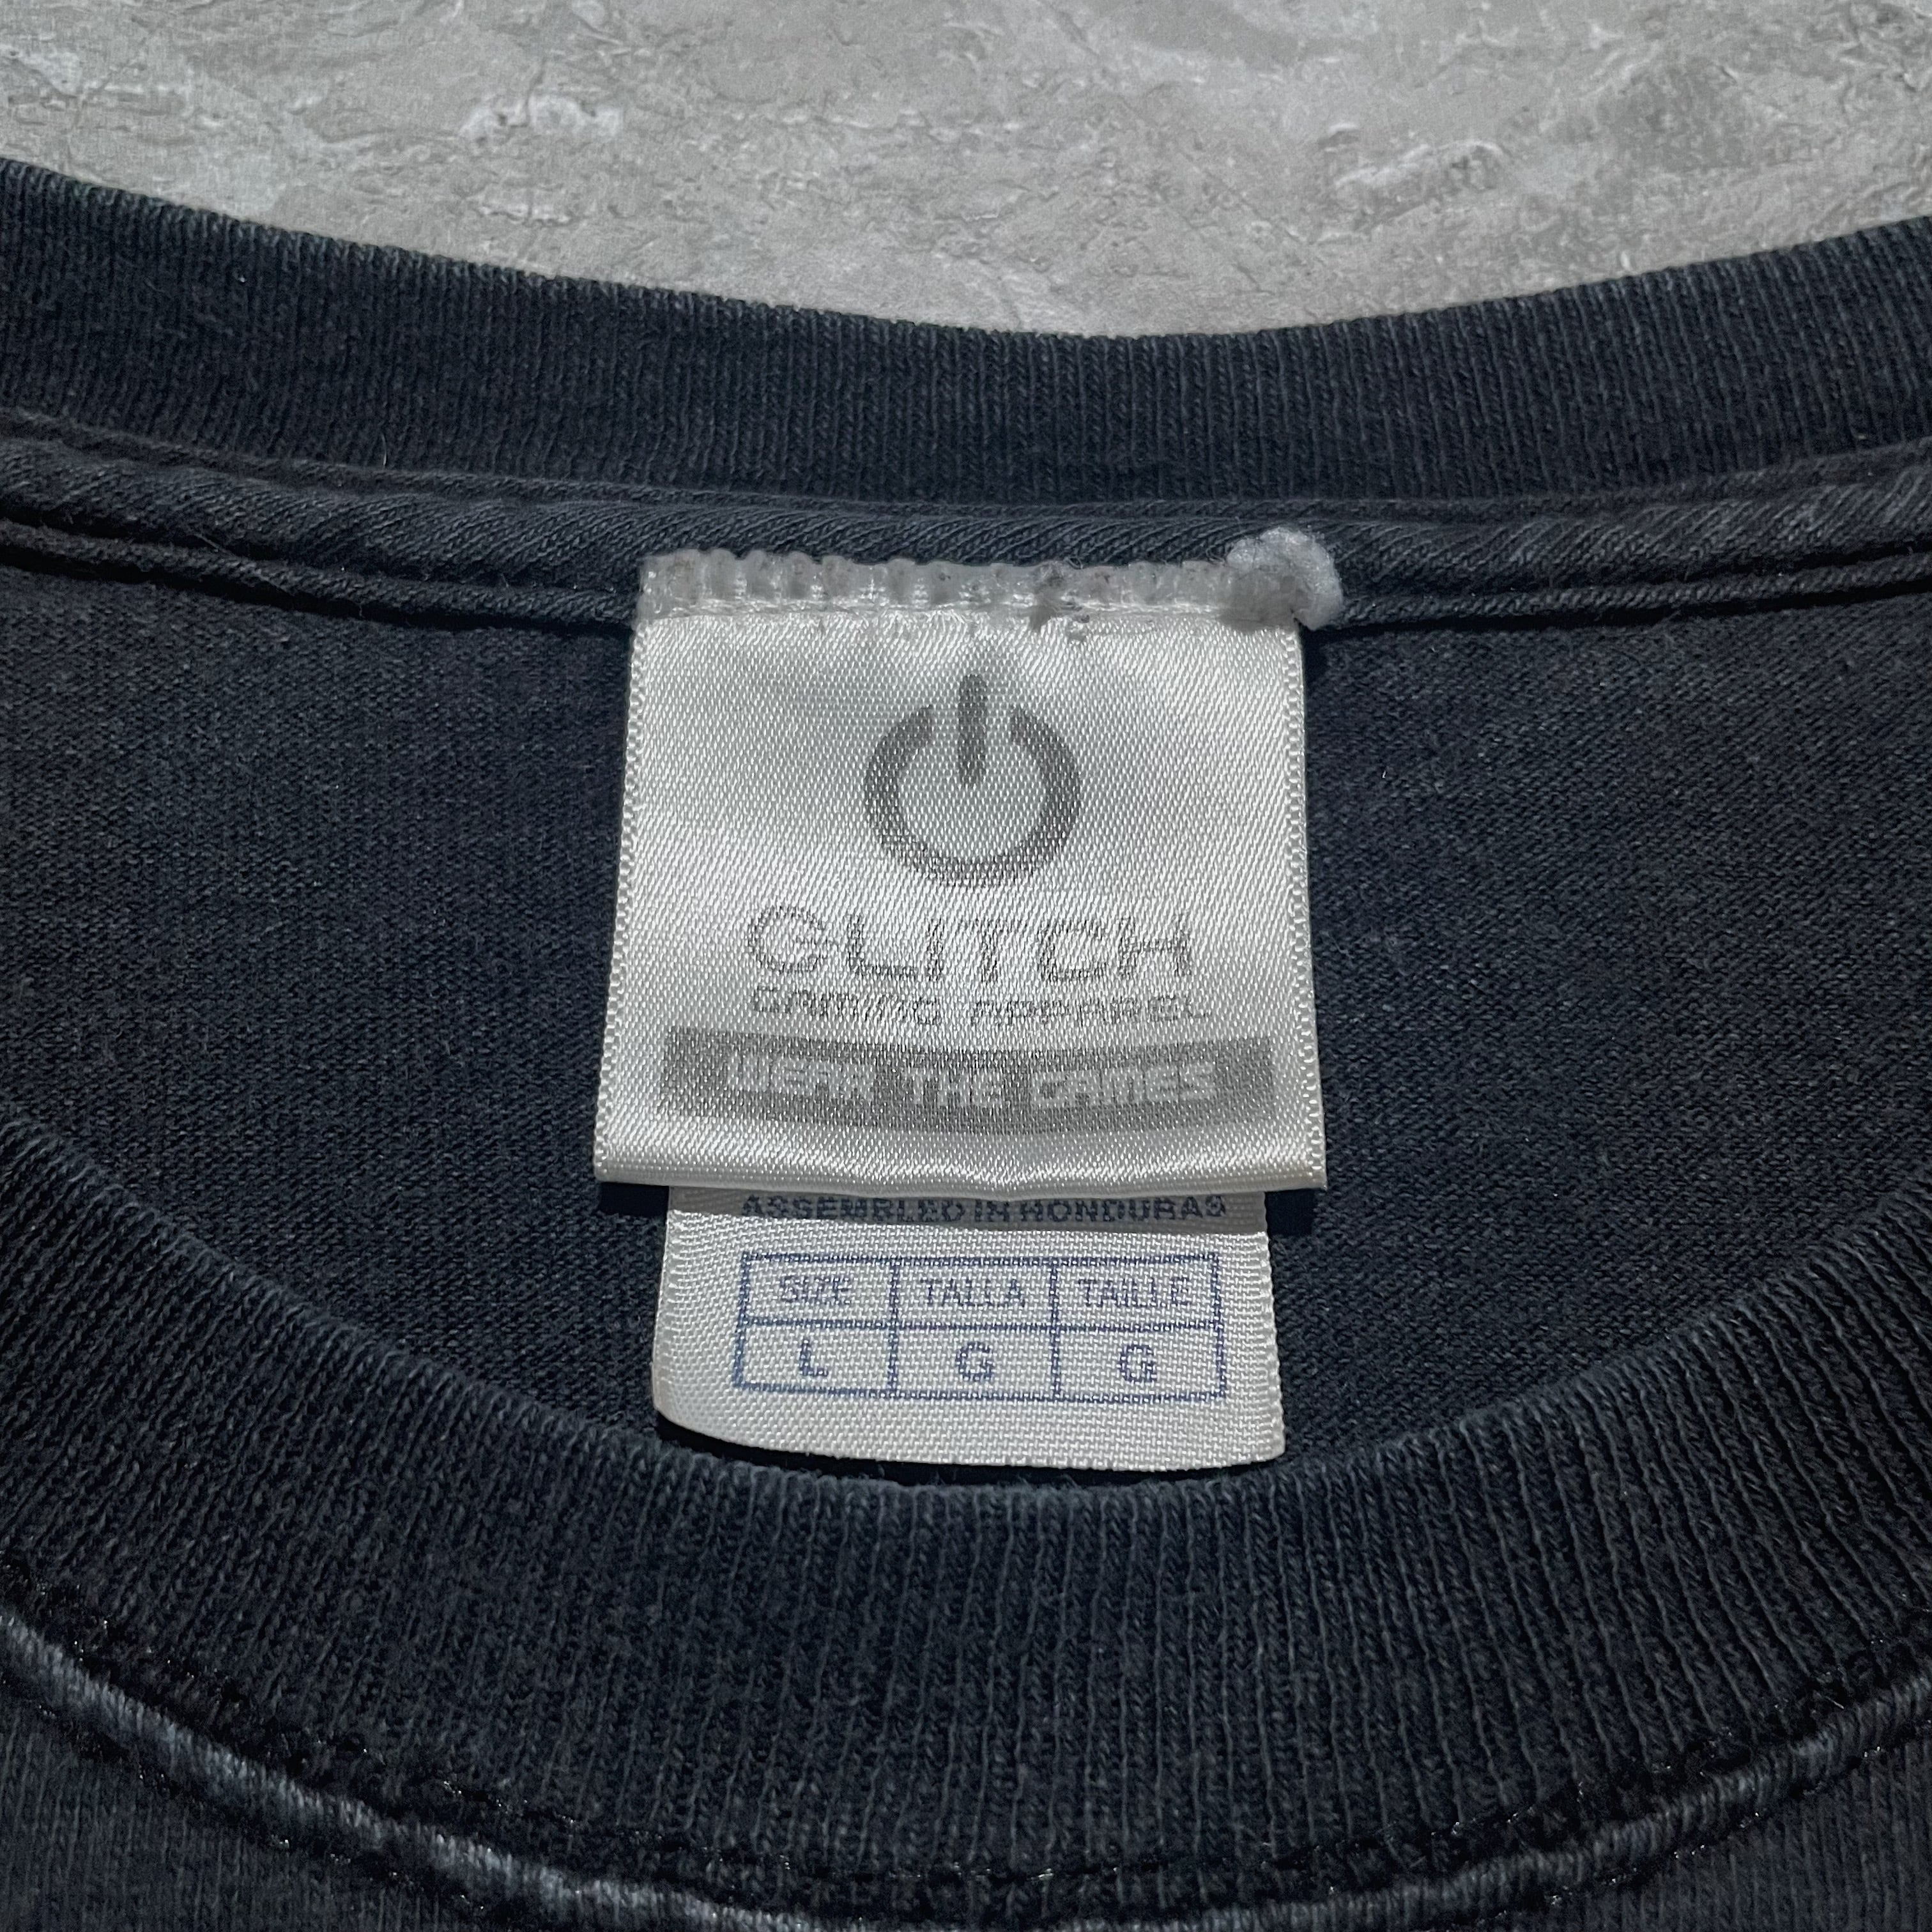 GLITCH
GAMING APPAREL
WEAR THE GAMES
ASSEMBLED IN HONDURAS
SIZE TALLA TAILLE
L G G